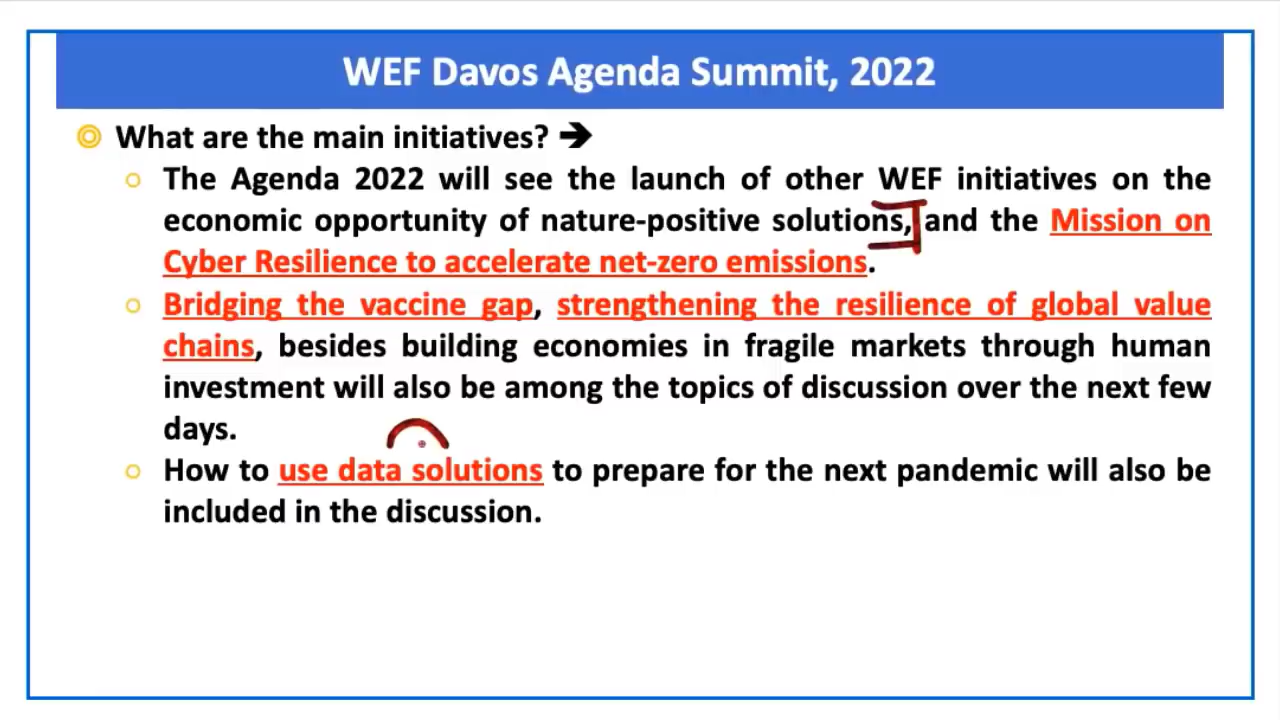 WEF Davos Agenda Summit, 2022
What are the main initiatives? ➔
The Agenda 2022 will see the launch of other WEF initiatives on the
economic opportunity of nature-positive solutions, and the Mission on
Cyber Resilience to accelerate net-zero emissions.
Bridging the vaccine gap, strengthening the resilience of global value
chains, besides building economies in fragile markets through human
investment will also be among the topics of discussion over the next few
days.
How to use data solutions to prepare for the next pandemic will also be
included in the discussion.